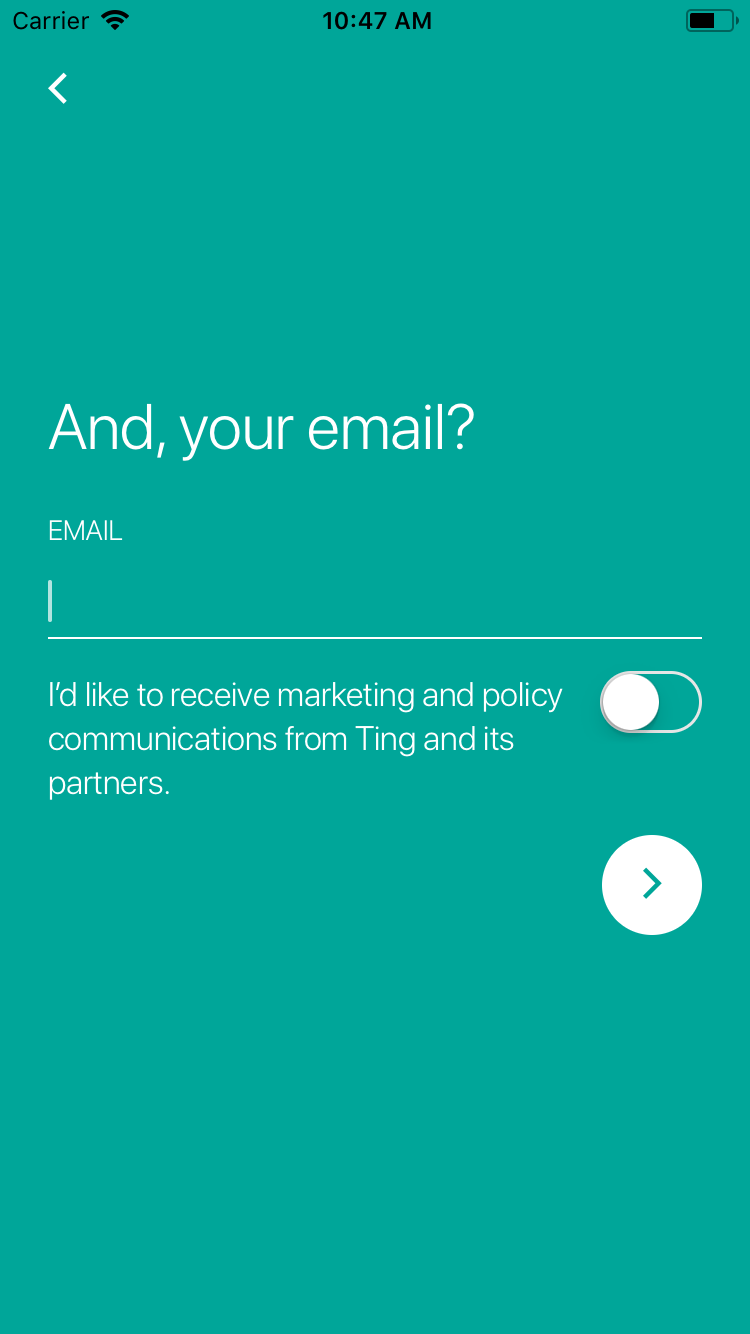 Carrier 10:47 AM
And, your email?
EMAIL
I’d like to receive marketing and policy
communications from Ting and its
partners.